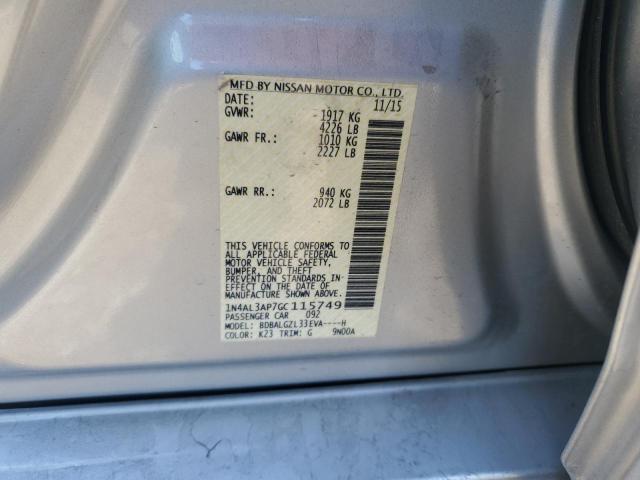 MFD BY NISSAN MOTOR CO., LTD.
DATE: 11/15
GVWR: 1917 KG
4226 LB
GAWR FR.: 1010 KG
2227 LB
GAWR RR.: 940 KG
2072 LB
THIS VEHICLE CONFORMS TO
ALL APPLICABLE FEDERAL
MOTOR VEHICLE SAFETY,
BUMPER, AND THEFT
PREVENTION STANDARDS IN
EFFECT ON THE DATE OF
MANUFACTURE SHOWN ABOVE.
1N4AL3AP7GC115749
PASSENGER CAR 092
MODEL: BDBALGZL33EVA----H
COLOR: K23 TRIM: G 9N00A